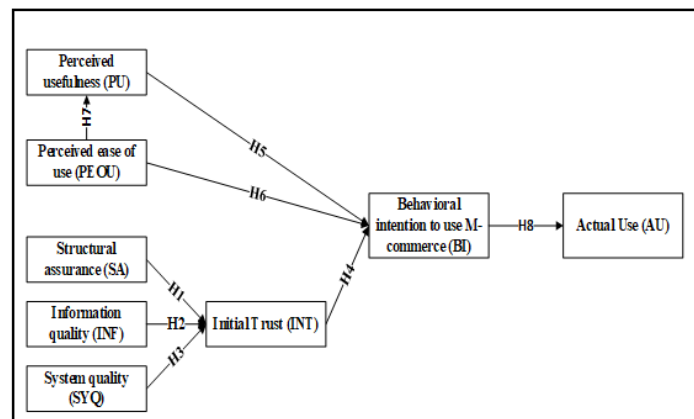 Perceived
usefulness (PU)
H7
H5
Perceived ease of
use (PEOU)
H6
Behavioral
intention to use M-
commerce (BI)
H8
Actual Use (AU)
Structural
assurance (SA)
H1
H4
Information
quality (INF)
H2
Initial Trust (INT)
H3
System quality
(SYQ)